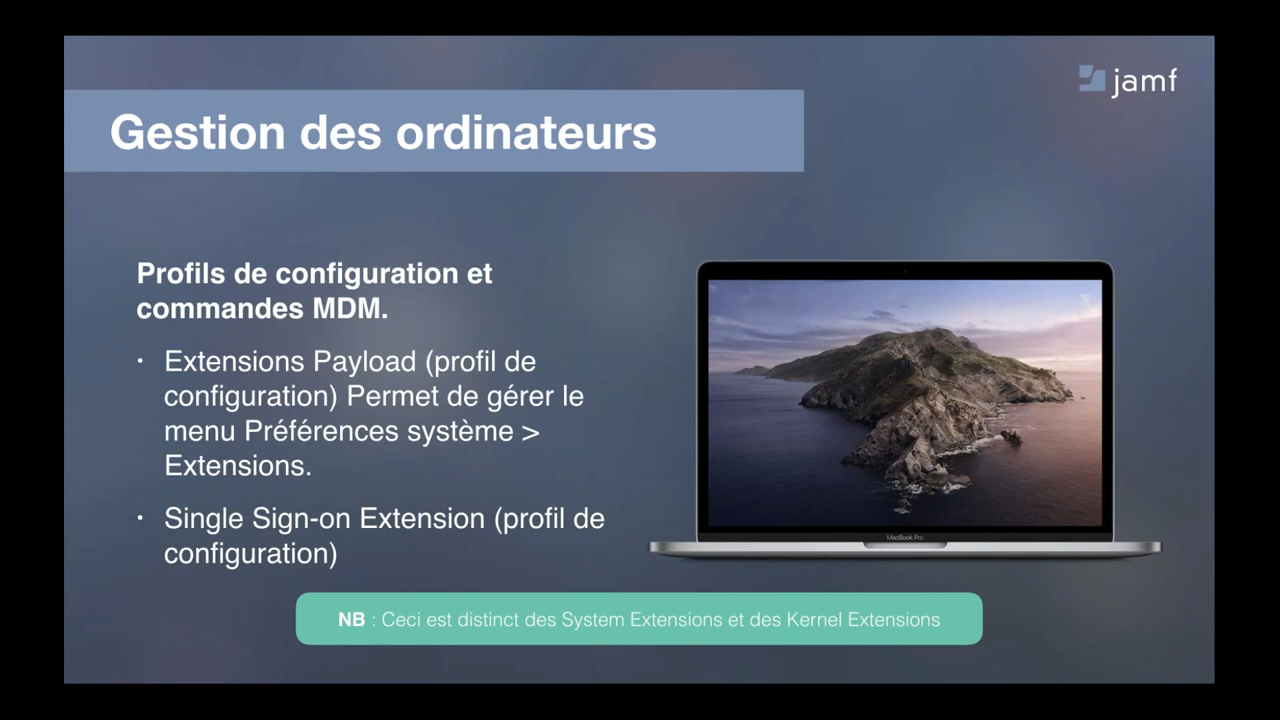 jamf
Gestion des ordinateurs
Profils de configuration et
commandes MDM.
• Extensions Payload (profil de
configuration) Permet de gérer le
menu Préférences système >
Extensions.
• Single Sign-on Extension (profil de
configuration)
MacBook Pro
NB : Ceci est distinct des System Extensions et des Kernel Extensions